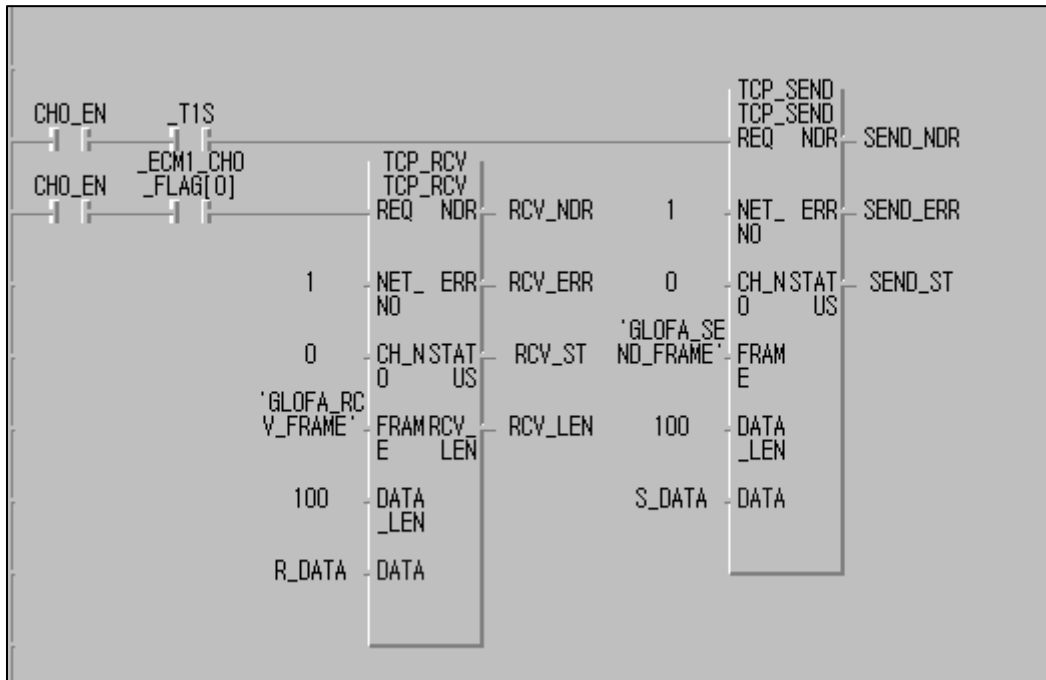 TCP_SEND
CH0_EN _T1S TCP_SEND
REQ NDR SEND_NDR
_ECM1_CH0 TCP_RCV
CH0_EN _FLAG[0] TCP_RCV
REQ NDR RCV_NDR 1 NET_ ERR SEND_ERR
NO
1 NET_ ERR RCV_ERR 0 CH_N STAT SEND_ST
NO O US
'GLOFA_SE
0 CH_N STAT RCV_ST ND_FRAME' FRAM
O US E
'GLOFA_RC
V_FRAME' FRAM RCV_ RCV_LEN 100 DATA
E LEN _LEN
100 DATA S_DATA DATA
_LEN
R_DATA DATA